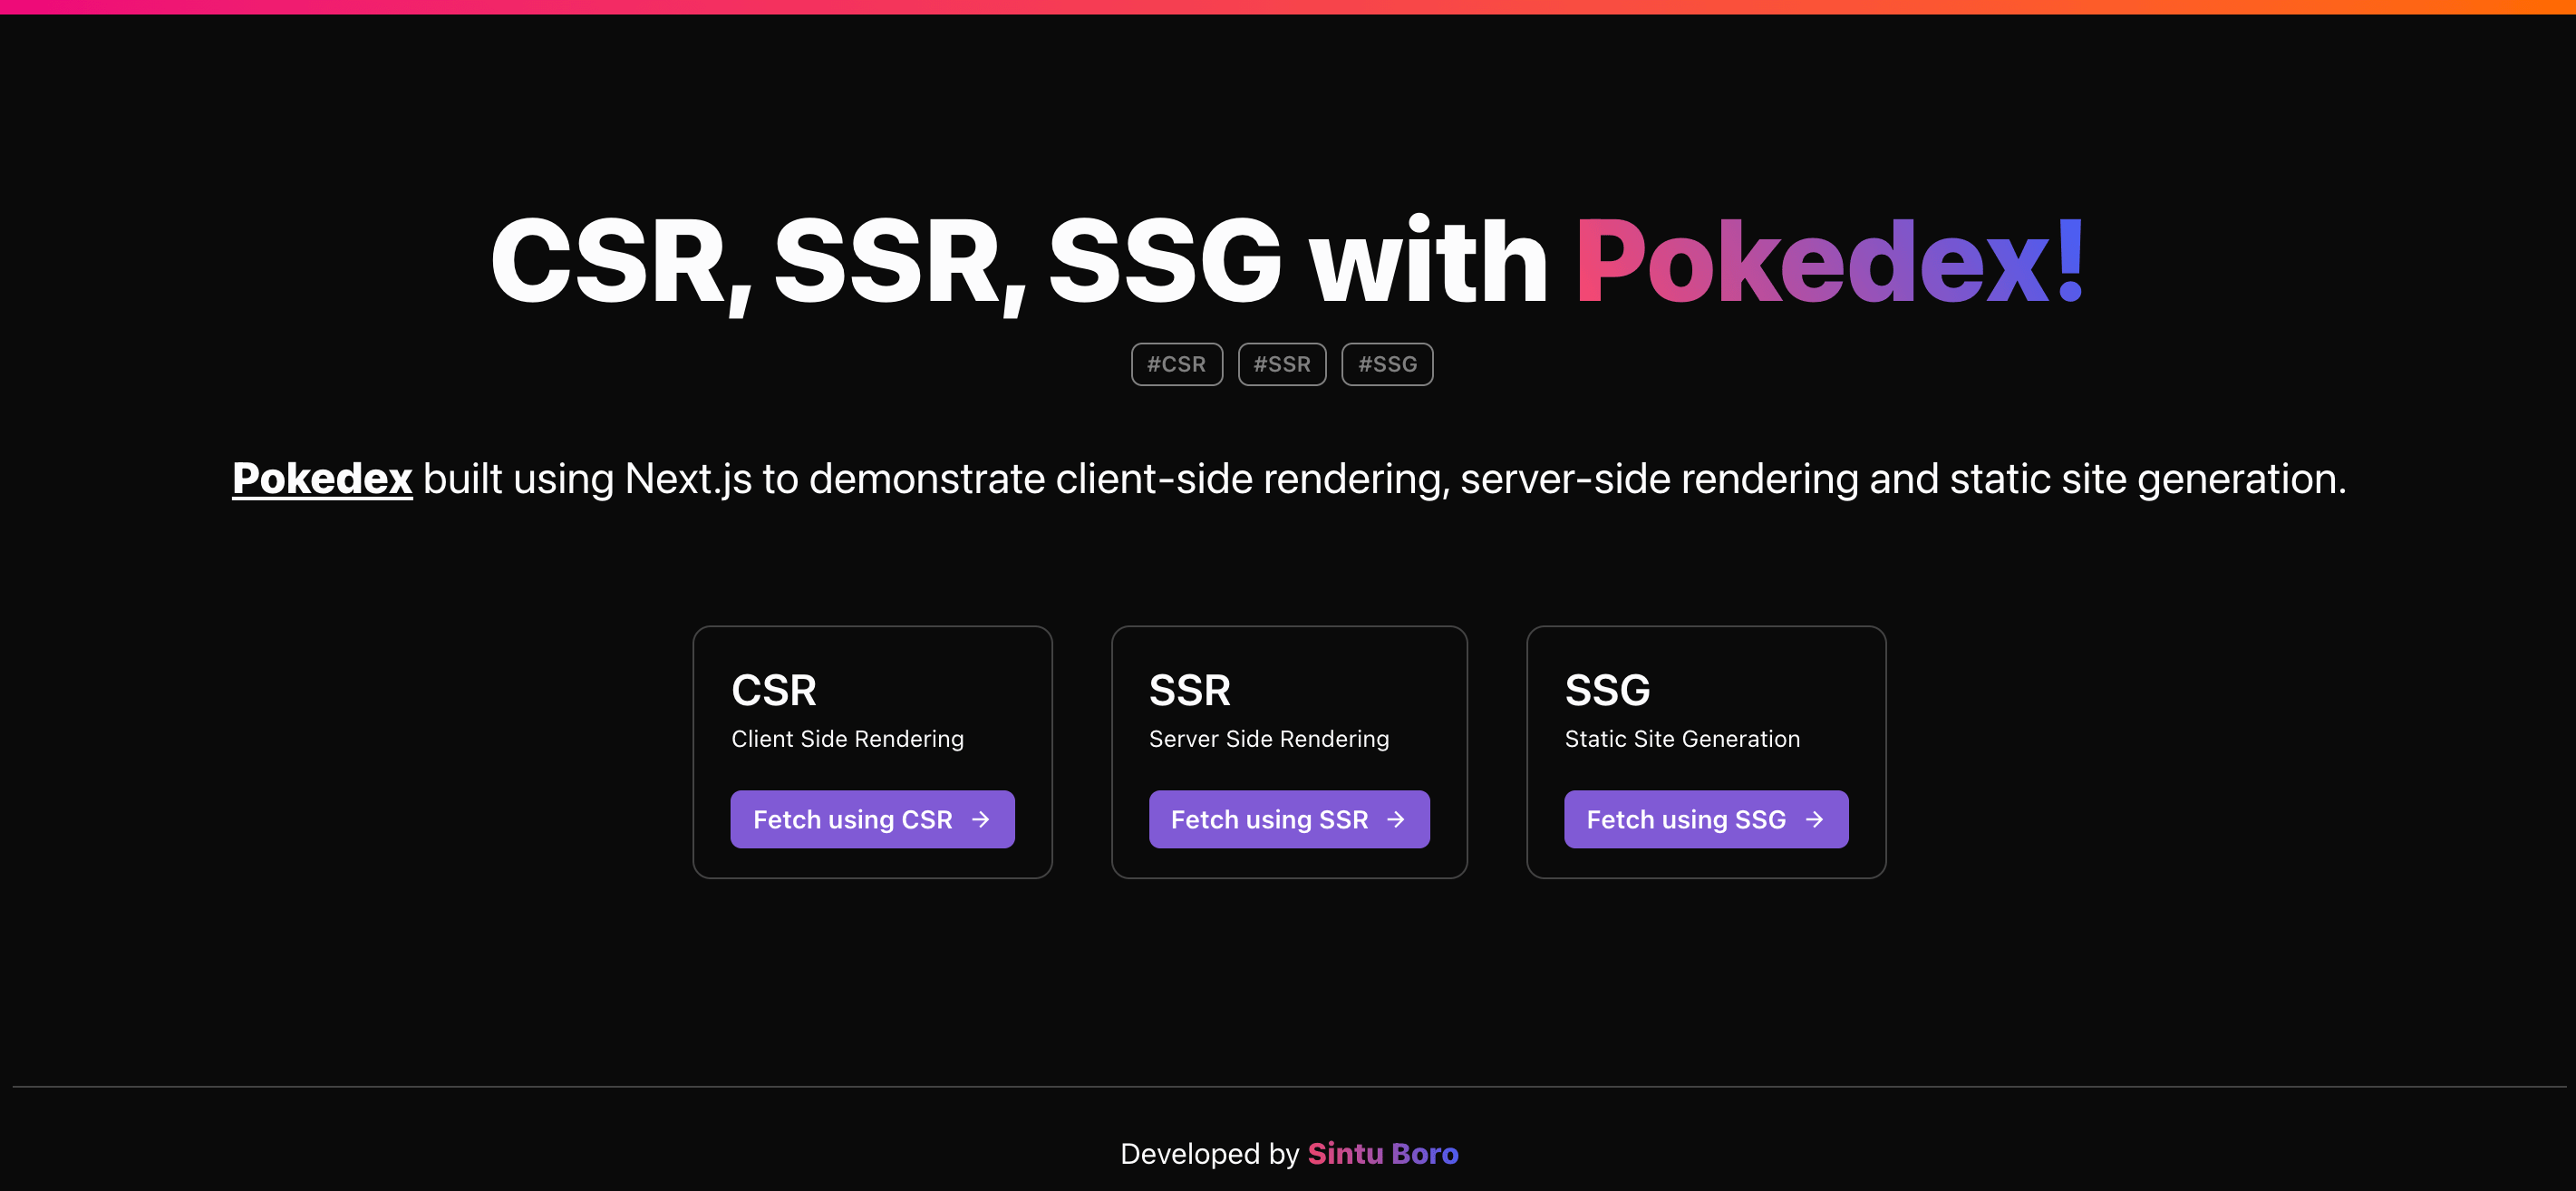 CSR, SSR, SSG with Pokedex!
#CSR #SSR #SSG
Pokedex built using Next.js to demonstrate client-side rendering, server-side rendering and static site generation.
CSR
Client Side Rendering
Fetch using CSR →
SSR
Server Side Rendering
Fetch using SSR →
SSG
Static Site Generation
Fetch using SSG →
Developed by Sintu Boro